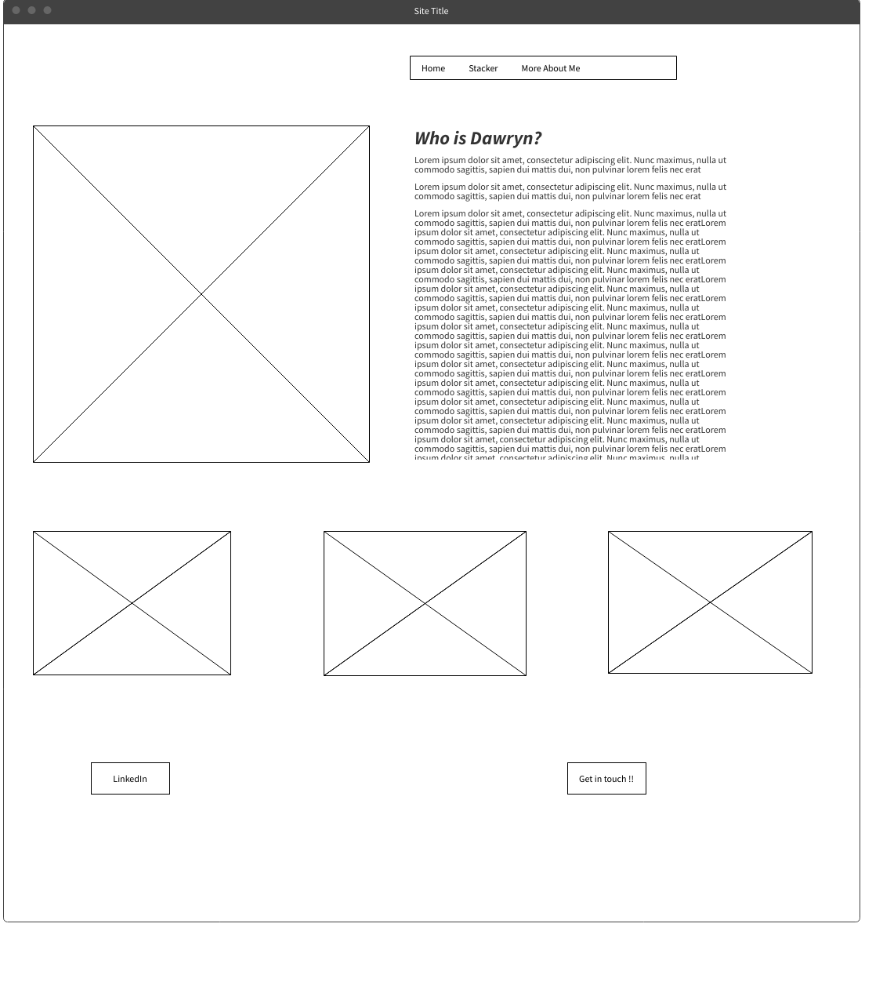 Site Title
Home Stacker More About Me
Who is Dawryn?
Lorem ipsum dolor sit amet, consectetur adipiscing elit. Nunc maximus, nulla ut
commodo sagittis, sapien dui mattis dui, non pulvinar lorem felis nec erat
Lorem ipsum dolor sit amet, consectetur adipiscing elit. Nunc maximus, nulla ut
commodo sagittis, sapien dui mattis dui, non pulvinar lorem felis nec erat
Lorem ipsum dolor sit amet, consectetur adipiscing elit. Nunc maximus, nulla ut
commodo sagittis, sapien dui mattis dui, non pulvinar lorem felis nec eratLorem
ipsum dolor sit amet, consectetur adipiscing elit. Nunc maximus, nulla ut
commodo sagittis, sapien dui mattis dui, non pulvinar lorem felis nec eratLorem
ipsum dolor sit amet, consectetur adipiscing elit. Nunc maximus, nulla ut
commodo sagittis, sapien dui mattis dui, non pulvinar lorem felis nec eratLorem
ipsum dolor sit amet, consectetur adipiscing elit. Nunc maximus, nulla ut
commodo sagittis, sapien dui mattis dui, non pulvinar lorem felis nec eratLorem
ipsum dolor sit amet, consectetur adipiscing elit. Nunc maximus, nulla ut
commodo sagittis, sapien dui mattis dui, non pulvinar lorem felis nec eratLorem
ipsum dolor sit amet, consectetur adipiscing elit. Nunc maximus, nulla ut
commodo sagittis, sapien dui mattis dui, non pulvinar lorem felis nec eratLorem
ipsum dolor sit amet, consectetur adipiscing elit. Nunc maximus, nulla ut
commodo sagittis, sapien dui mattis dui, non pulvinar lorem felis nec eratLorem
ipsum dolor sit amet, consectetur adipiscing elit. Nunc maximus, nulla ut
commodo sagittis, sapien dui mattis dui, non pulvinar lorem felis nec eratLorem
ipsum dolor sit amet, consectetur adipiscing elit. Nunc maximus, nulla ut
commodo sagittis, sapien dui mattis dui, non pulvinar lorem felis nec eratLorem
ipsum dolor sit amet, consectetur adipiscing elit. Nunc maximus, nulla ut
commodo sagittis, sapien dui mattis dui, non pulvinar lorem felis nec eratLorem
ipsum dolor sit amet, consectetur adipiscing elit. Nunc maximus, nulla ut
commodo sagittis, sapien dui mattis dui, non pulvinar lorem felis nec eratLorem
ipsum dolor sit amet, consectetur adipiscing elit. Nunc maximus, nulla ut
commodo sagittis, sapien dui mattis dui, non pulvinar lorem felis nec eratLorem
ipsum dolor sit amet, consectetur adipiscing elit. Nunc maximus, nulla ut
commodo sagittis, sapien dui mattis dui, non pulvinar lorem felis nec eratLorem
ipsum dolor sit amet, consectetur adipiscing elit. Nunc maximus, nulla ut
LinkedIn
Get in touch !!